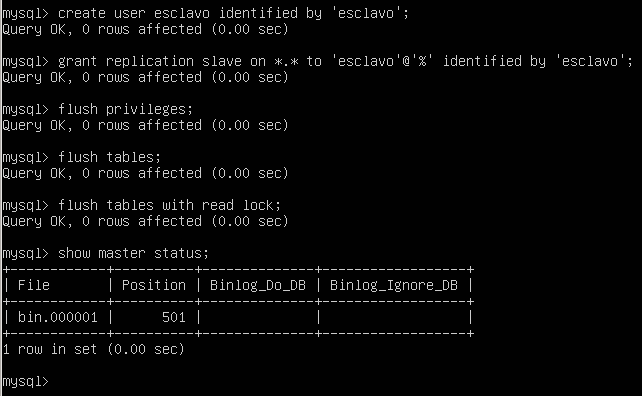 mysql> create user esclavo identified by 'esclavo';
Query OK, 0 rows affected (0.00 sec)
mysql> grant replication slave on *.* to 'esclavo'@'%' identified by 'esclavo';
Query OK, 0 rows affected (0.00 sec)
mysql> flush privileges;
Query OK, 0 rows affected (0.00 sec)
mysql> flush tables;
Query OK, 0 rows affected (0.00 sec)
mysql> flush tables with read lock;
Query OK, 0 rows affected (0.00 sec)
mysql> show master status;
+------------+----------+--------------+------------------+
| File       | Position | Binlog_Do_DB | Binlog_Ignore_DB |
+------------+----------+--------------+------------------+
| bin.000001 |      501 |              |                  |
+------------+----------+--------------+------------------+
1 row in set (0.00 sec)
mysql>